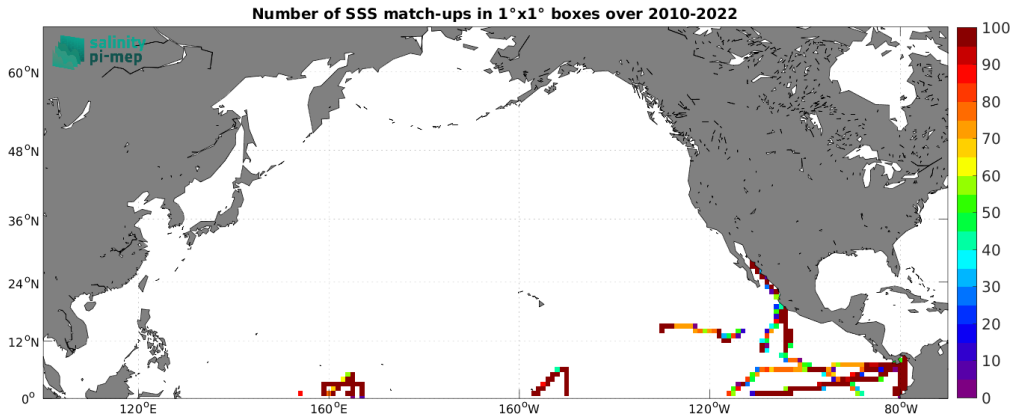 Number of SSS match-ups in 1°x1° boxes over 2010-2022
salinity
pi-mep
60°N
48°N
36°N
24°N
12°N
0°
120°E
160°E
160°W
120°W
80°W
100
90
80
70
60
50
40
30
20
10
0